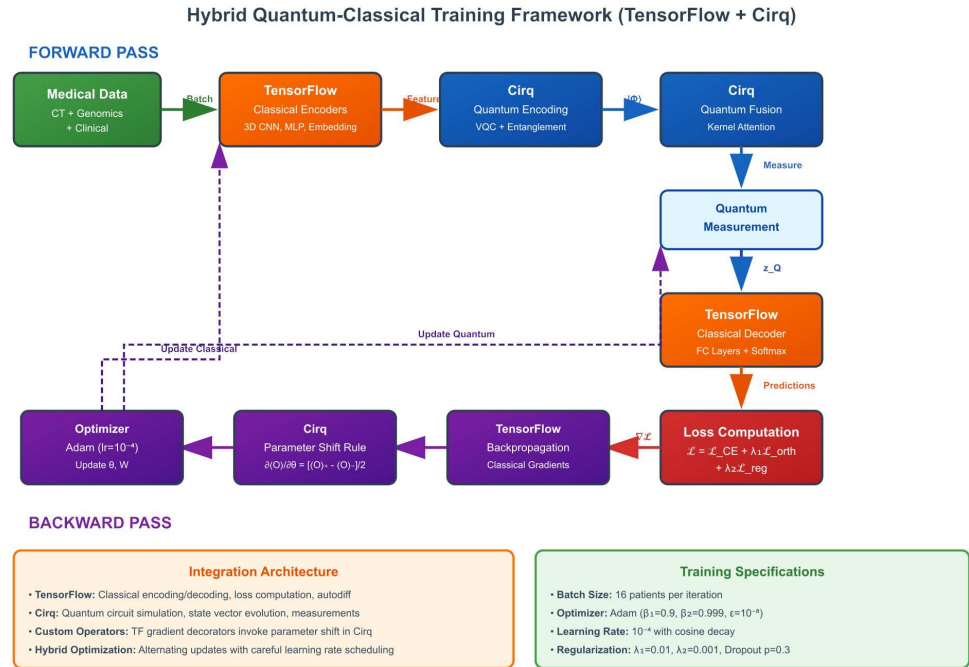 Hybrid Quantum-Classical Training Framework (TensorFlow + Cirq)
FORWARD PASS
Medical Data
CT + Genomics
+ Clinical
Batch
TensorFlow
Classical Encoders
3D CNN, MLP, Embedding
Feature
Cirq
Quantum Encoding
VQC + Entanglement
|Φ⟩
Cirq
Quantum Fusion
Kernel Attention
Measure
Quantum
Measurement
z_Q
TensorFlow
Classical Decoder
FC Layers + Softmax
Update Quantum
Update Classical
Predictions
Optimizer
Adam (lr=10⁻⁴)
Update θ, W
Cirq
Parameter Shift Rule
∂⟨O⟩/∂θ = [⟨O⟩₊ - ⟨O⟩₋]/2
TensorFlow
Backpropagation
Classical Gradients
∇ℒ
Loss Computation
ℒ = ℒ_CE + λ₁ℒ_orth
+ λ₂ℒ_reg
BACKWARD PASS
Integration Architecture
• TensorFlow: Classical encoding/decoding, loss computation, autodiff
• Cirq: Quantum circuit simulation, state vector evolution, measurements
• Custom Operators: TF gradient decorators invoke parameter shift in Cirq
• Hybrid Optimization: Alternating updates with careful learning rate scheduling
Training Specifications
• Batch Size: 16 patients per iteration
• Optimizer: Adam (β₁=0.9, β₂=0.999, ε=10⁻⁸)
• Learning Rate: 10⁻⁴ with cosine decay
• Regularization: λ₁=0.01, λ₂=0.001, Dropout p=0.3